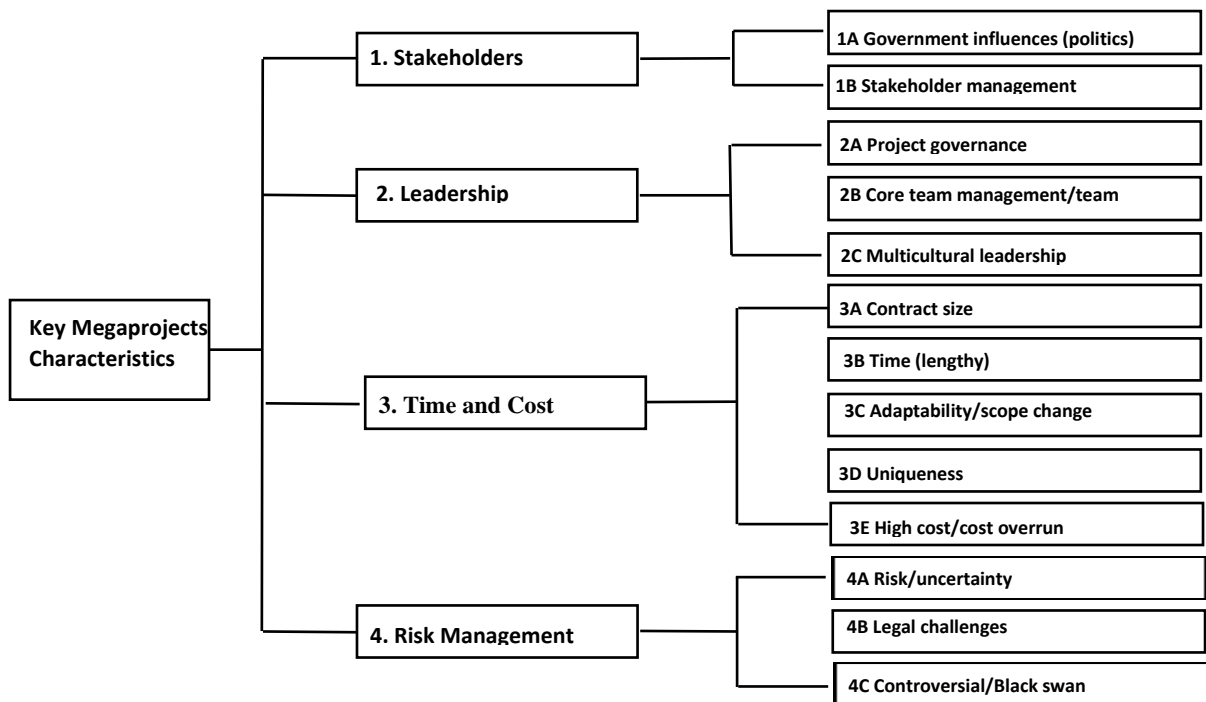 1A Government influences (politics)
1. Stakeholders
1B Stakeholder management
2A Project governance
2. Leadership
2B Core team management/team
2C Multicultural leadership
Key Megaprojects
Characteristics
3A Contract size
3B Time (lengthy)
3. Time and Cost
3C Adaptability/scope change
3D Uniqueness
3E High cost/cost overrun
4A Risk/uncertainty
4. Risk Management
4B Legal challenges
4C Controversial/Black swan